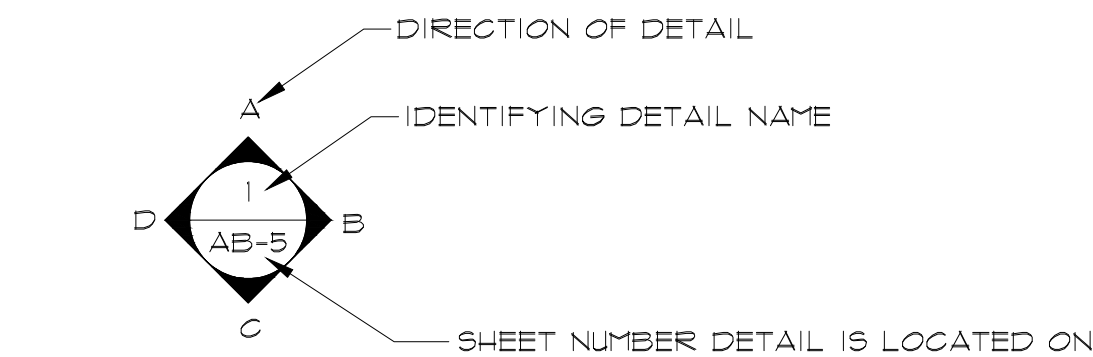 DIRECTION OF DETAIL
A
IDENTIFYING DETAIL NAME
1
D
B
AB-5
C
SHEET NUMBER DETAIL IS LOCATED ON